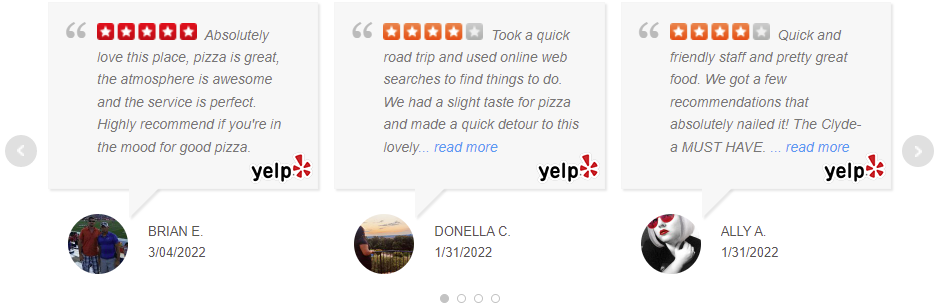 Absolutely
love this place, pizza is great,
the atmosphere is awesome
and the service is perfect.
Highly recommend if you're in
the mood for good pizza.
yelp
BRIAN E.
3/04/2022
Took a quick
road trip and used online web
searches to find things to do.
We had a slight taste for pizza
and made a quick detour to this
lovely... read more
yelp
DONELLA C.
1/31/2022
Quick and
friendly staff and pretty great
food. We got a few
recommendations that
absolutely nailed it! The Clyde-
a MUST HAVE. ... read more
yelp
ALLY A.
1/31/2022